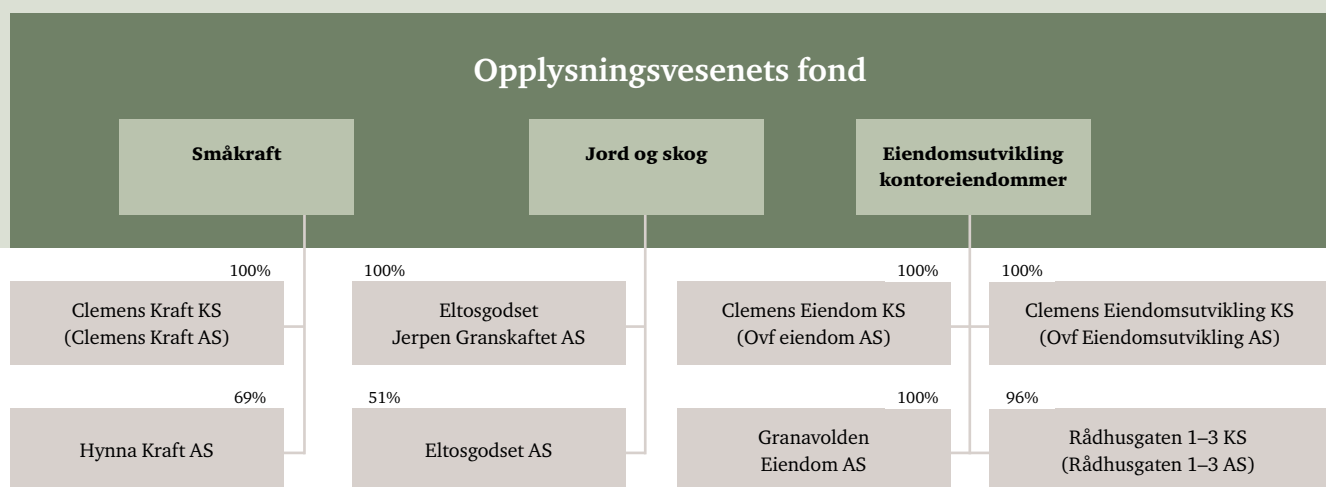 Opplysningsvesenets fond
Småkraft
Jord og skog
Eiendomsutvikling
kontoreiendommer
100%
Clemens Kraft KS
(Clemens Kraft AS)
69%
Hynna Kraft AS
100%
Eltosgodset
Jerpen Granskaftet AS
51%
Eltosgodset AS
100%
Clemens Eiendom KS
(Ovf eiendom AS)
100%
Granavolden
Eiendom AS
100%
Clemens Eiendomsutvikling KS
(Ovf Eiendomsutvikling AS)
96%
Rådhusgaten 1–3 KS
(Rådhusgaten 1–3 AS)